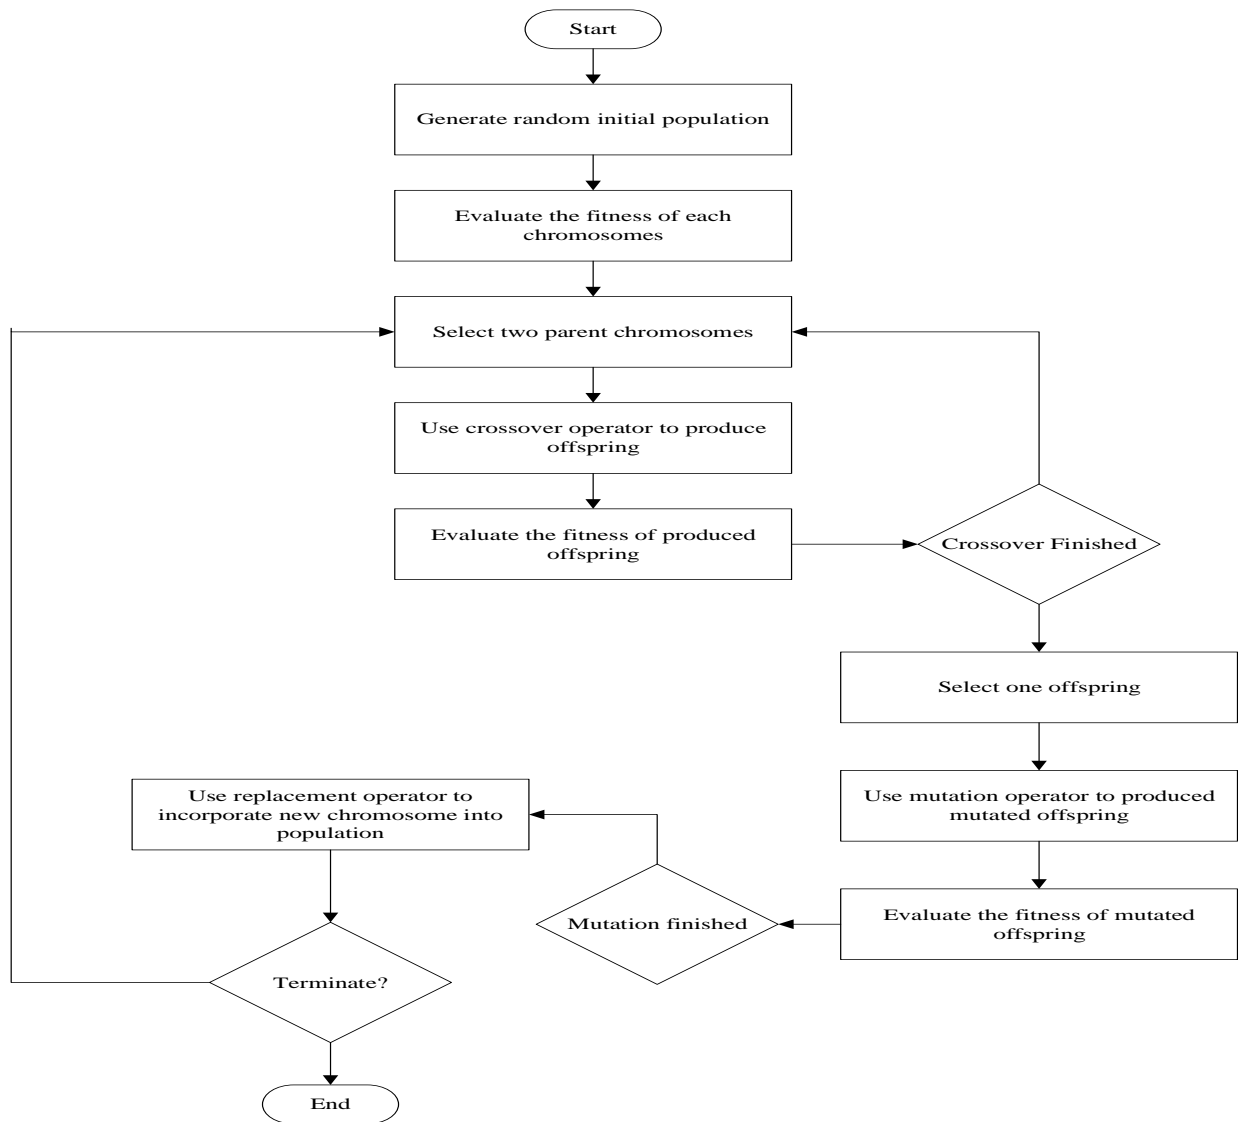 Start
Generate random initial population
Evaluate the fitness of each
chromosomes
Select two parent chromosomes
Use crossover operator to produce
offspring
Evaluate the fitness of produced
offspring
Crossover Finished
Select one offspring
Use mutation operator to produced
mutated offspring
Evaluate the fitness of mutated
offspring
Mutation finished
Use replacement operator to
incorporate new chromosome into
population
Terminate?
End